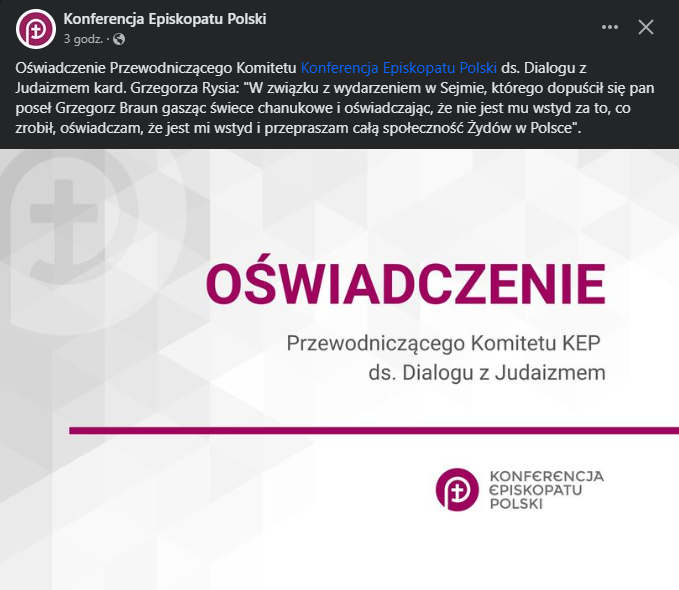 Konferencja Episkopatu Polski
3 godz. ·
Oświadczenie Przewodniczącego Komitetu Konferencja Episkopatu Polski ds. Dialogu z
Judaizmem kard. Grzegorza Rysia: "W związku z wydarzeniem w Sejmie, którego dopuścił się pan
poseł Grzegorz Braun gasząc świece chanukowe i oświadczając, że nie jest mu wstyd za to, co
zrobił, oświadczam, że jest mi wstyd i przepraszam całą społeczność Żydów w Polsce".
OŚWIADCZENIE
Przewodniczącego Komitetu KEP
ds. Dialogu z Judaizmem
KONFERENCJA
EPISKOPATU
POLSKI